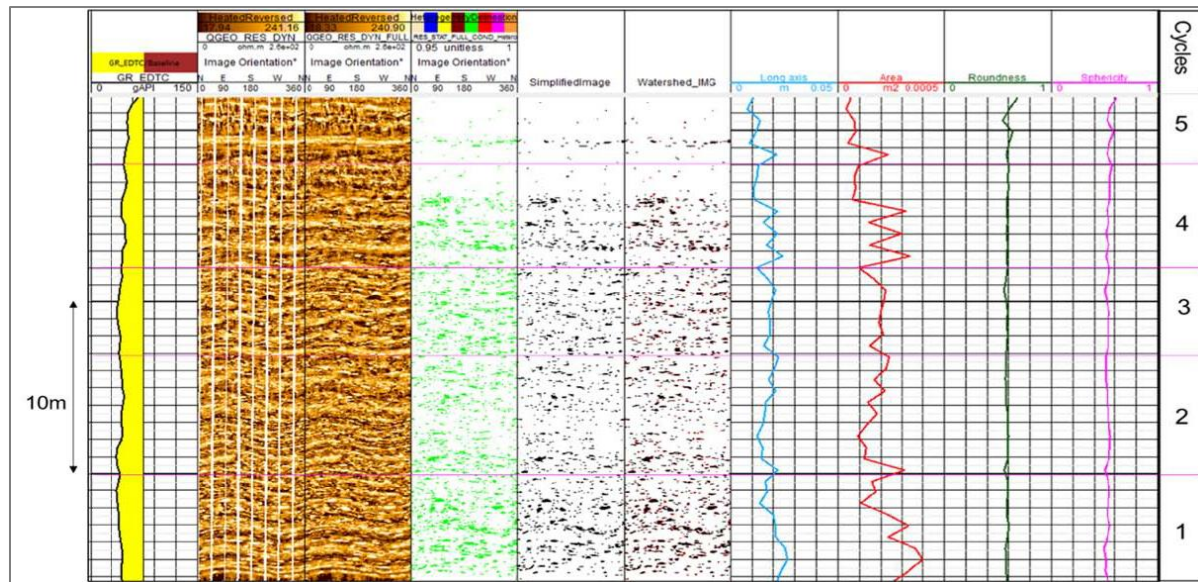 HeatedReversed
241.16
QGEO_RES_DYN
0 ohm.m 2.6e+02
Image Orientation°
N E S W N
0 90 180 360
HeatedReversed
240.90
QGEO_RES_DYN_FULL
0 ohm.m 2.6e+02
Image Orientation°
N E S W N
0 90 180 360
RES_STAT_FULL_COND_Hetero
0.95 unitless 1
Image Orientation°
N E S W N
0 90 180 360
GR_EDTC Baseline
GR_EDTC
0 gAPI 150
SimplifiedImage
Watershed_IMG
Long axis
0 m 0.05
Area
0 m2 0.0005
Roundness
0 1
Sphericity
0 1
Cycles
5
4
3
2
1
10m